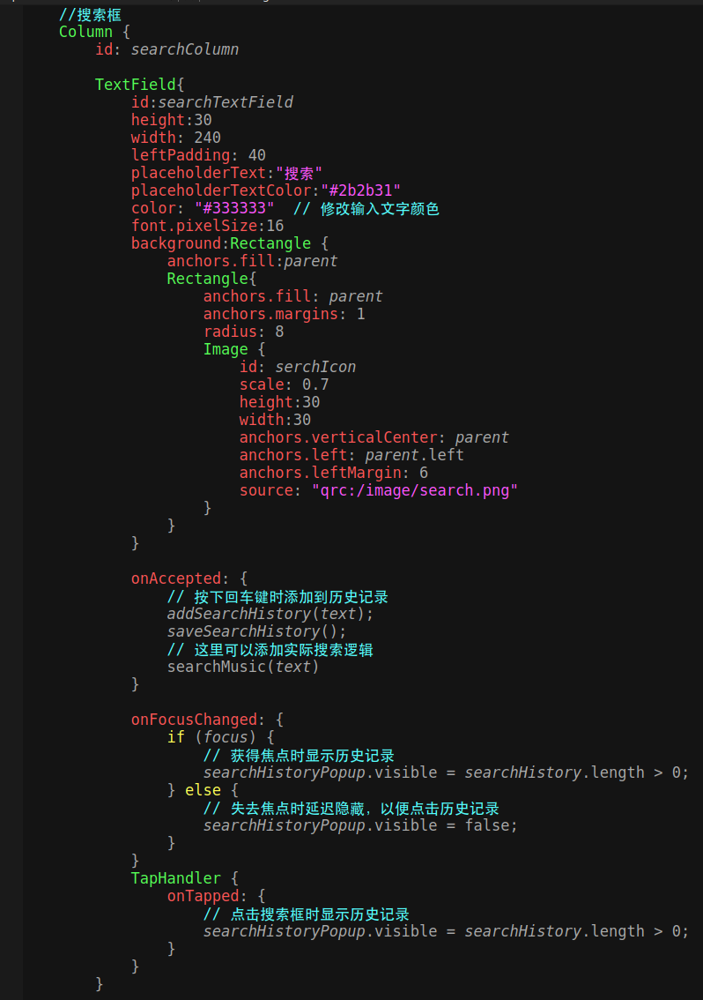 //搜索框
Column {
id: searchColumn
TextField{
id:searchTextField
height:30
width: 240
leftPadding: 40
placeholderText:"搜索"
placeholderTextColor:"#2b2b31"
color: "#333333"  // 修改输入文字颜色
font.pixelSize:16
background:Rectangle {
anchors.fill:parent
Rectangle{
anchors.fill: parent
anchors.margins: 1
radius: 8
Image {
id: serchIcon
scale: 0.7
height:30
width:30
anchors.verticalCenter: parent
anchors.left: parent.left
anchors.leftMargin: 6
source: "qrc:/image/search.png"
}
}
}
onAccepted: {
// 按下回车键时添加到历史记录
addSearchHistory(text);
saveSearchHistory();
// 这里可以添加实际搜索逻辑
searchMusic(text)
}
onFocusChanged: {
if (focus) {
// 获得焦点时显示历史记录
searchHistoryPopup.visible = searchHistory.length > 0;
} else {
// 失去焦点时延迟隐藏，以便点击历史记录
searchHistoryPopup.visible = false;
}
}
TapHandler {
onTapped: {
// 点击搜索框时显示历史记录
searchHistoryPopup.visible = searchHistory.length > 0;
}
}
}